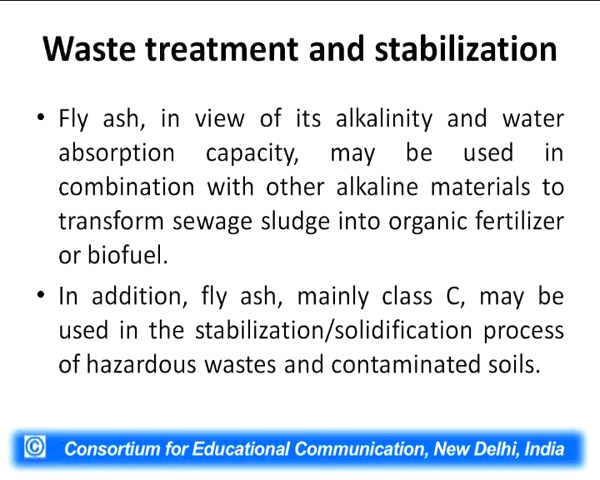 Waste treatment and stabilization
• Fly ash, in view of its alkalinity and water
absorption capacity, may be used in
combination with other alkaline materials to
transform sewage sludge into organic fertilizer
or biofuel.
• In addition, fly ash, mainly class C, may be
used in the stabilization/solidification process
of hazardous wastes and contaminated soils.
© Consortium for Educational Communication, New Delhi, India